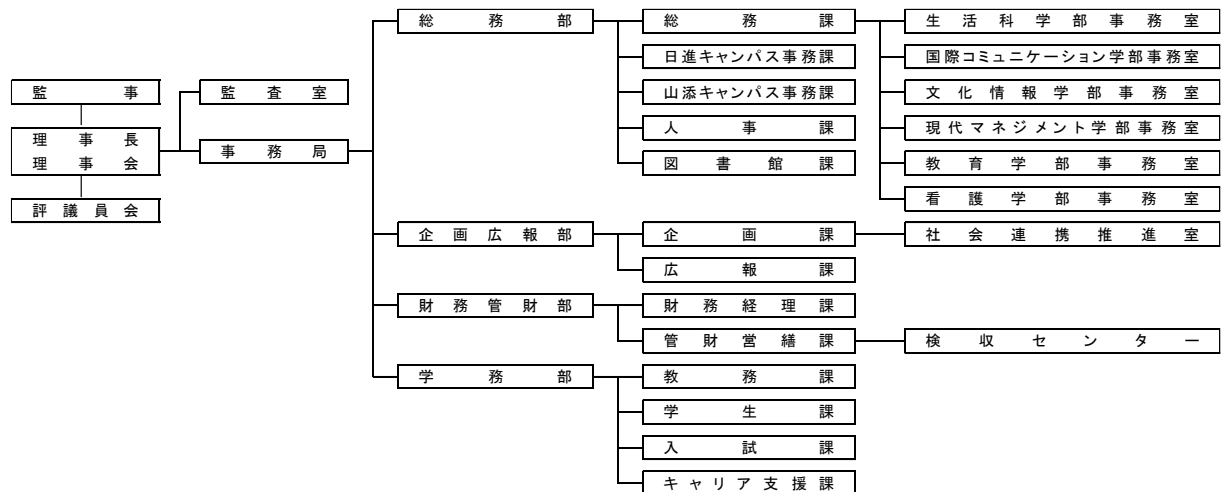 監事
理事長
理事会
評議員会
監査室
事務局
総務部
総務課
生活科学部事務室
国際コミュニケーション学部事務室
文化情報学部事務室
現代マネジメント学部事務室
教育学部事務室
看護学部事務室
日進キャンパス事務課
山添キャンパス事務課
人事課
図書館課
企画広報部
企画課
社会連携推進室
広報課
財務管財部
財務経理課
管財営繕課
検収センター
学務部
教務課
学生課
入試課
キャリア支援課